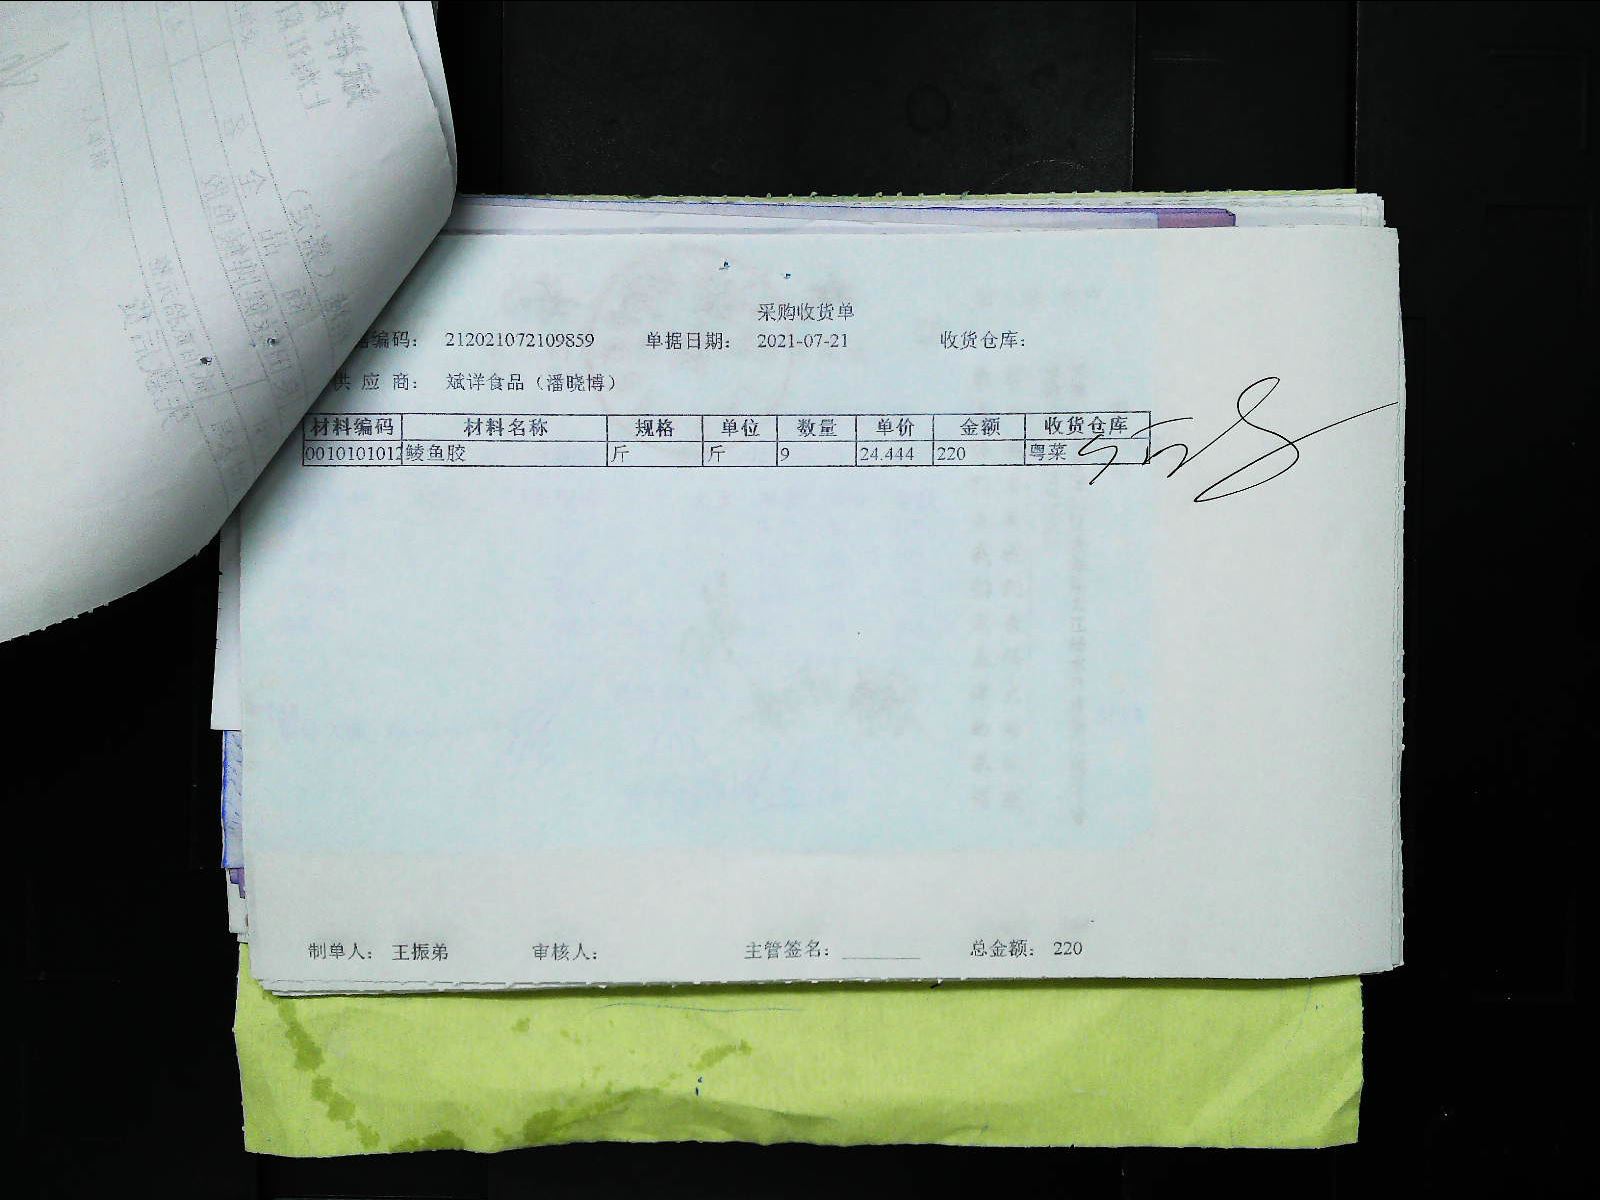 采购收货单
编码： 212021072109859 单据日期： 2021-07-21 收货仓库：
供 应 商： 斌详食品（潘晓博）
材料编码 材料名称 规格 单位 数量 单价 金额 收货仓库
0010101012 鲮鱼胶 斤 斤 9 24.444 220 粤菜
制单人： 王振弟 审核人： 主管签名： 总金额： 220